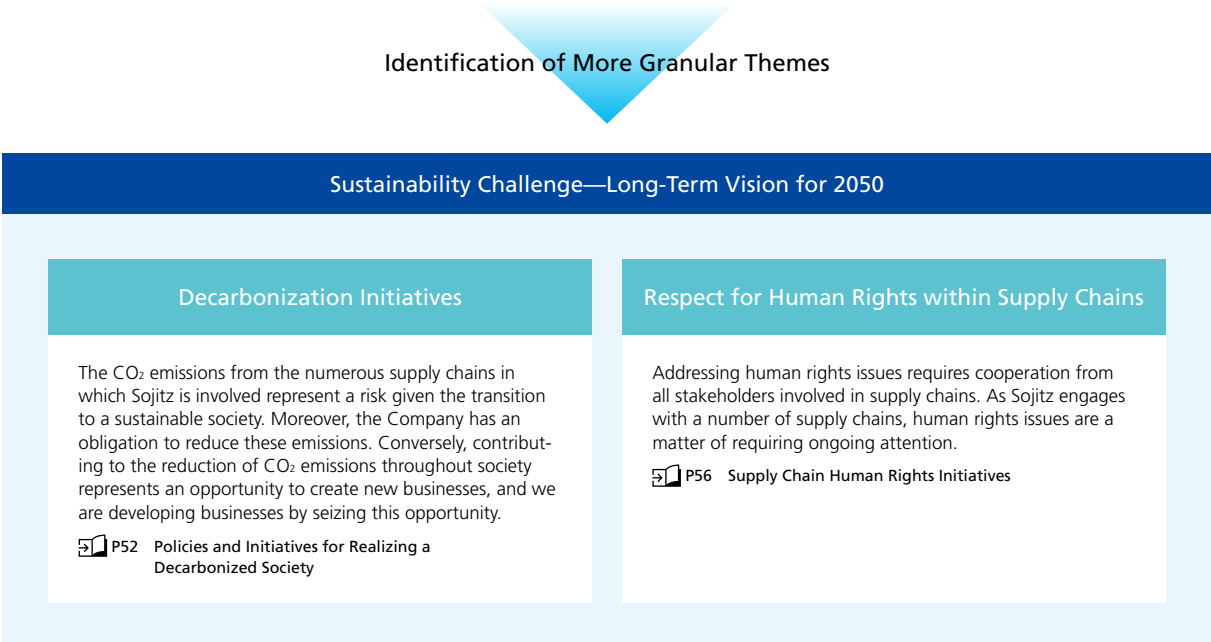 Identification of More Granular Themes
Sustainability Challenge—Long-Term Vision for 2050
Decarbonization Initiatives
The CO₂ emissions from the numerous supply chains in
which Sojitz is involved represent a risk given the transition
to a sustainable society. Moreover, the Company has an
obligation to reduce these emissions. Conversely, contribut-
ing to the reduction of CO₂ emissions throughout society
represents an opportunity to create new businesses, and we
are developing businesses by seizing this opportunity.
P52 Policies and Initiatives for Realizing a
Decarbonized Society
Respect for Human Rights within Supply Chains
Addressing human rights issues requires cooperation from
all stakeholders involved in supply chains. As Sojitz engages
with a number of supply chains, human rights issues are a
matter of requiring ongoing attention.
P56 Supply Chain Human Rights Initiatives